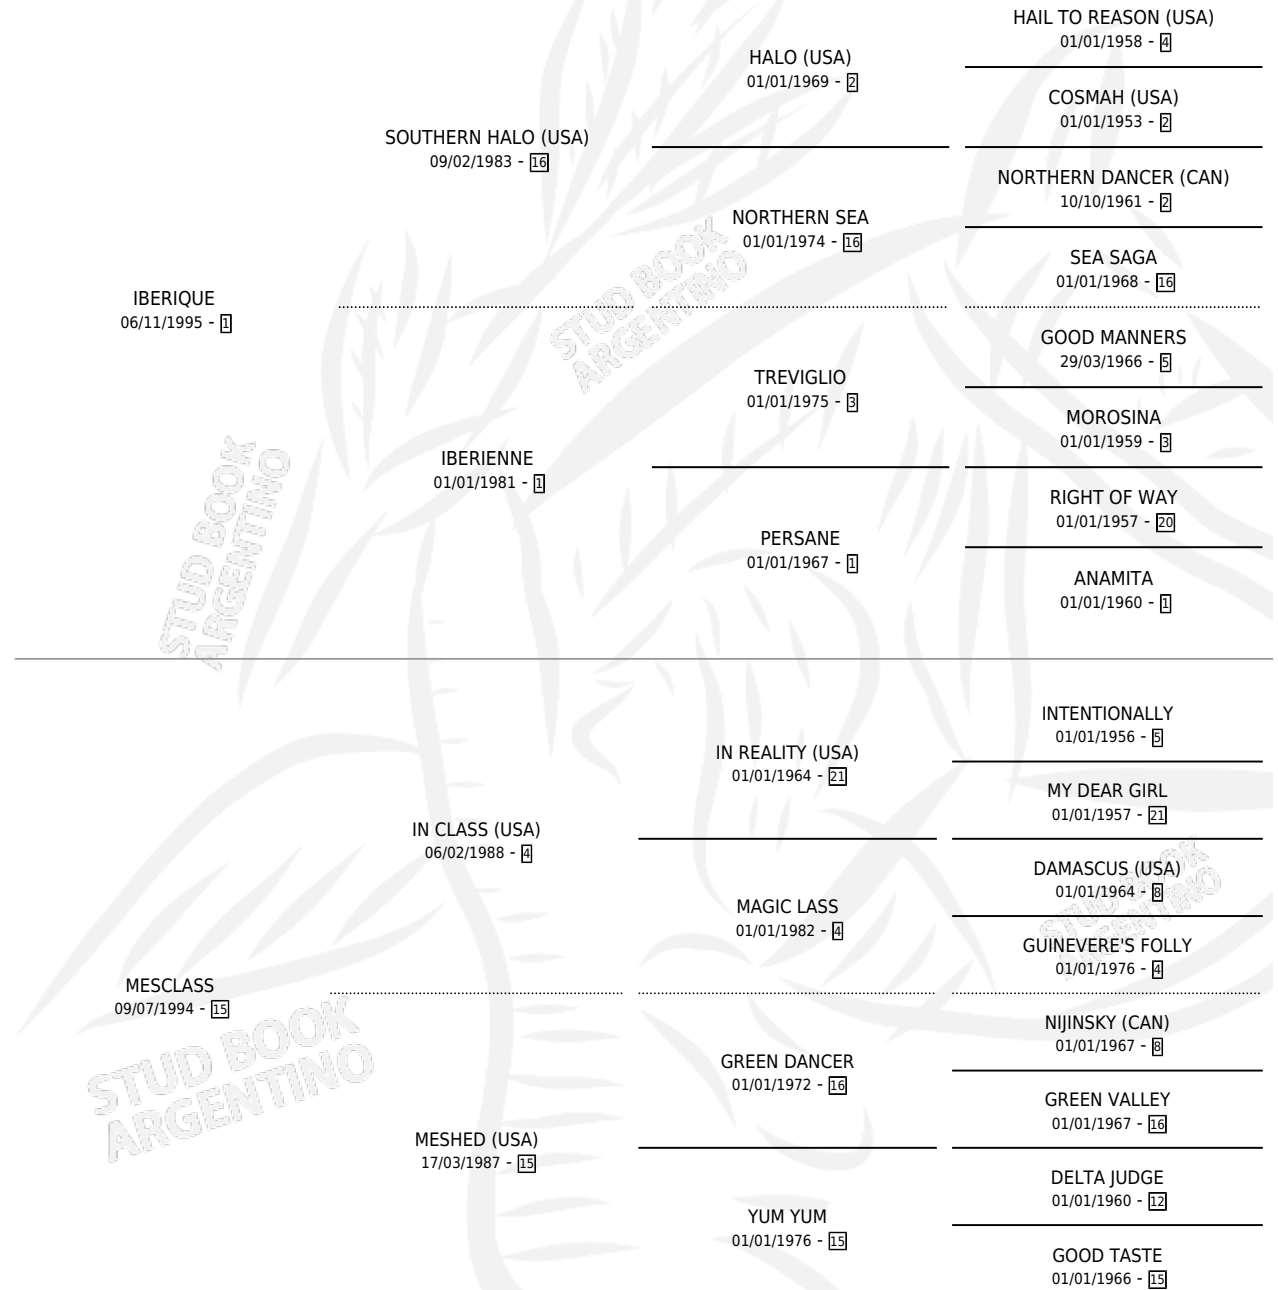 HAIL TO REASON (USA)
01/01/1958 - 4
HALO (USA)
01/01/1969 - 2
COSMAH (USA)
01/01/1953 - 2
SOUTHERN HALO (USA)
09/02/1983 - 16
NORTHERN DANCER (CAN)
10/10/1961 - 2
NORTHERN SEA
01/01/1974 - 16
SEA SAGA
01/01/1968 - 16
STUD BOOK
ARGENTINO
IBERIQUE
06/11/1995 - 1
GOOD MANNERS
29/03/1966 - 5
TREVIGLIO
01/01/1975 - 3
MOROSINA
01/01/1959 - 3
IBERIENNE
01/01/1981 - 1
RIGHT OF WAY
01/01/1957 - 20
PERSANE
01/01/1967 - 1
ANAMITA
01/01/1960 - 1
STUD BOOK
ARGENTINO
INTENTIONALLY
01/01/1956 - 5
IN REALITY (USA)
01/01/1964 - 21
MY DEAR GIRL
01/01/1957 - 21
IN CLASS (USA)
06/02/1988 - 4
DAMASCUS (USA)
01/01/1964 - 8
MAGIC LASS
01/01/1982 - 4
GUINEVERE'S FOLLY
01/01/1976 - 4
STUD BOOK
ARGENTINO
MESCLASS
09/07/1994 - 15
NIJINSKY (CAN)
01/01/1967 - 8
GREEN DANCER
01/01/1972 - 16
GREEN VALLEY
01/01/1967 - 16
STUD BOOK
ARGENTINO
MESHED (USA)
17/03/1987 - 15
DELTA JUDGE
01/01/1960 - 12
YUM YUM
01/01/1976 - 15
GOOD TASTE
01/01/1966 - 15